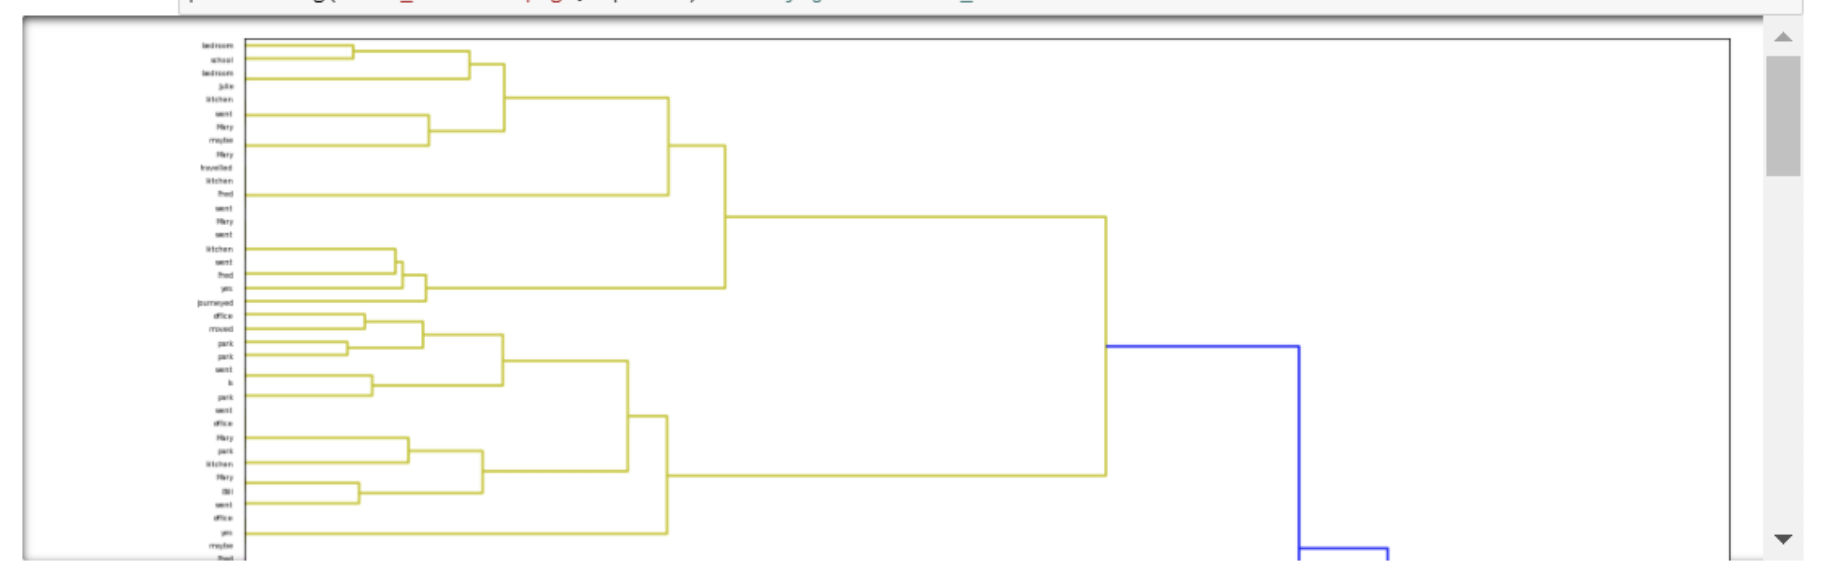 bedroom
school
bedroom
julie
kitchen
went
Mary
maybe
Mary
travelled
kitchen
Fred
went
Mary
went
kitchen
went
Fred
yes
journeyed
office
moved
park
park
went
park
went
office
Mary
park
kitchen
Mary
Bill
went
office
yes
maybe
Fred